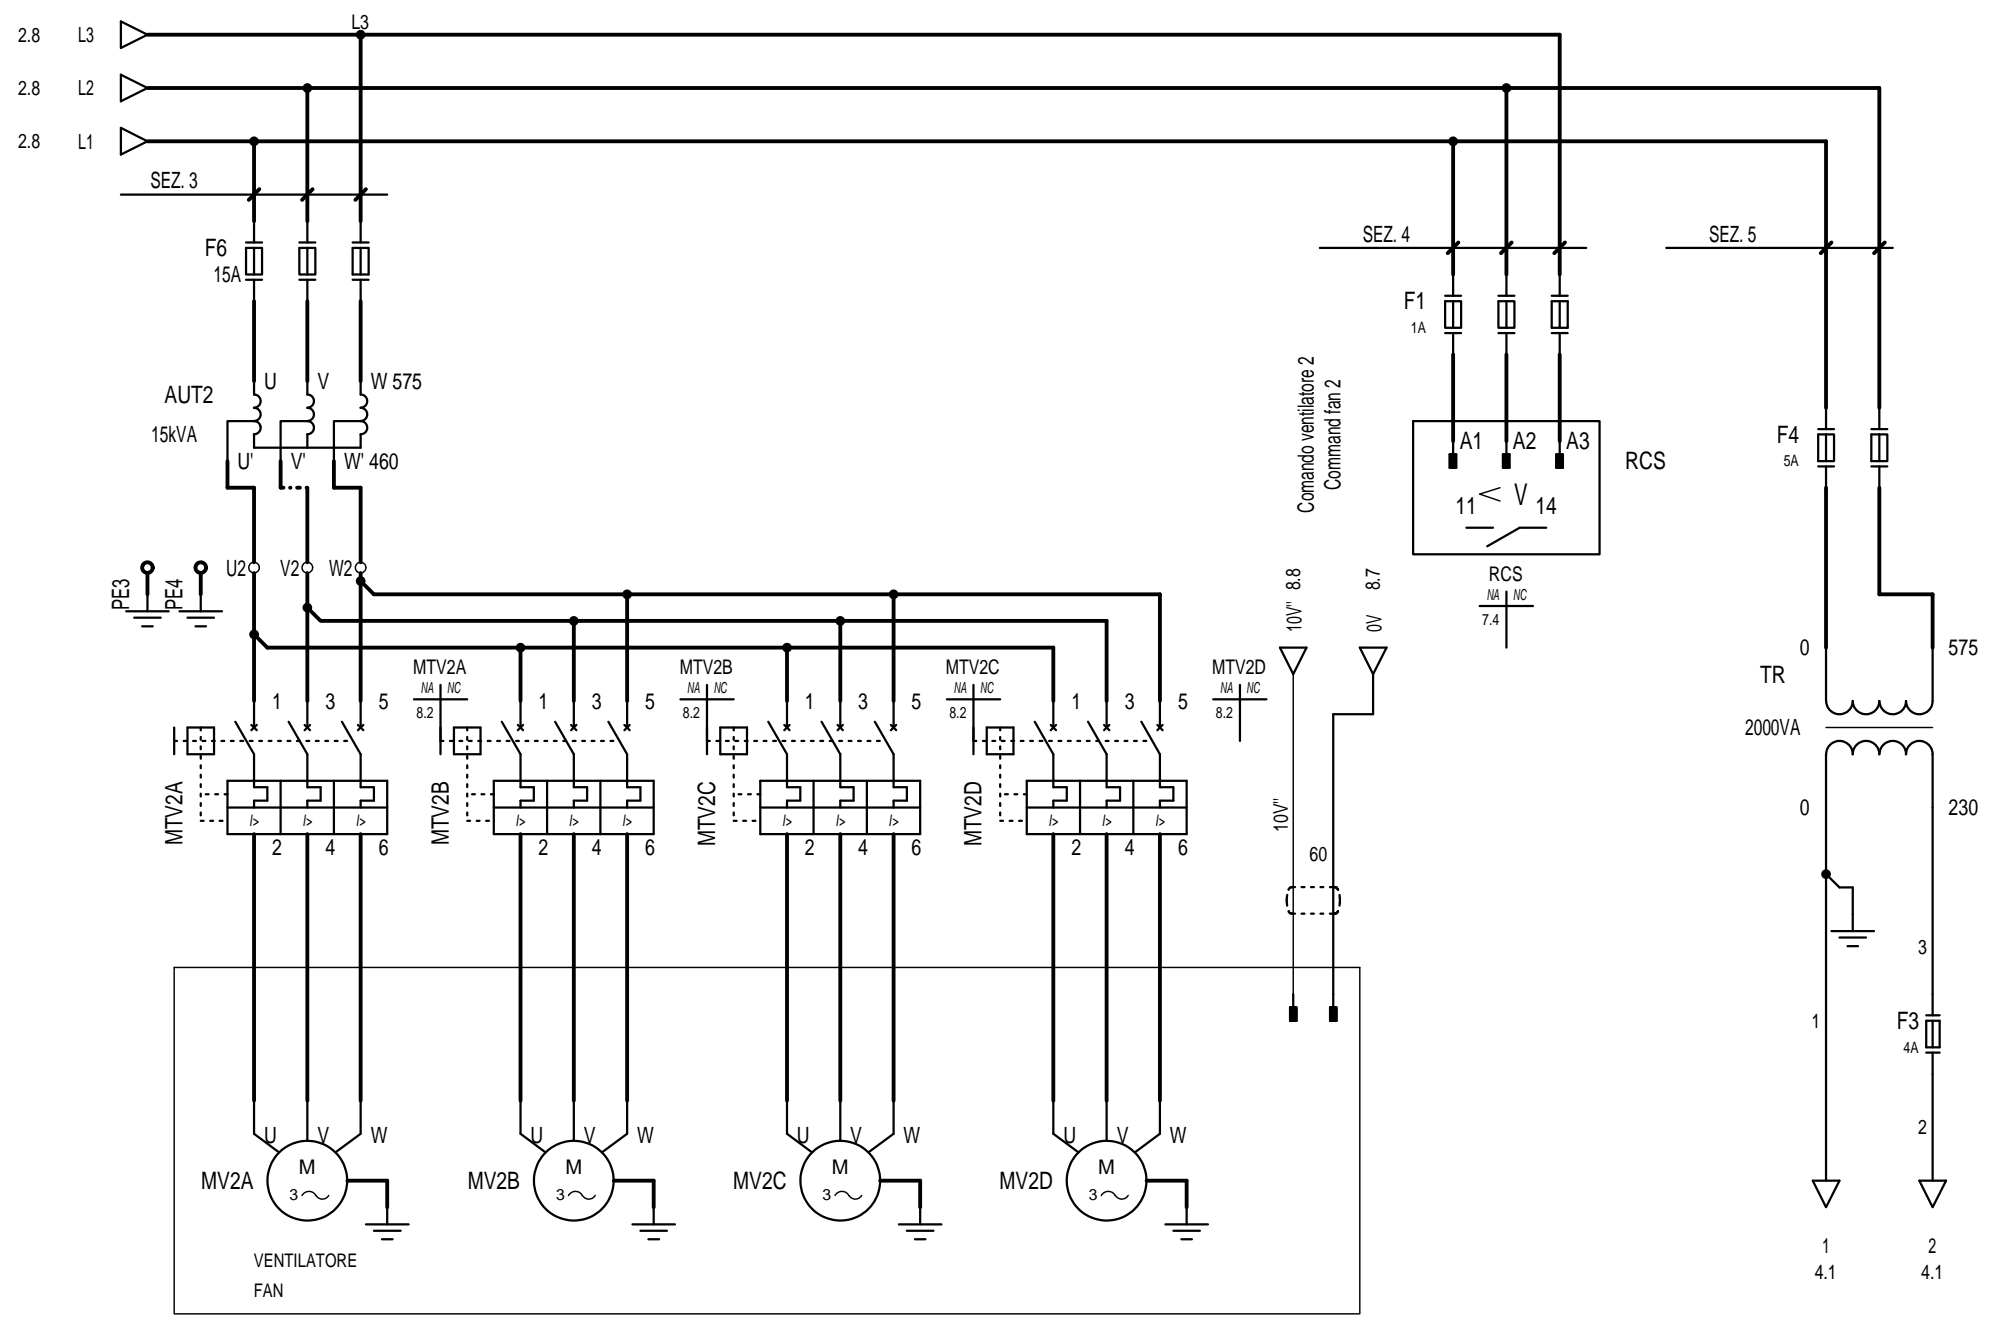 2.8 L3
L3
2.8 L2
2.8 L1
SEZ. 3
SEZ. 4
SEZ. 5
F6
15A
F1
1A
AUT2
15kVA
U V W 575
U' V' W' 460
Comando ventilatore 2
Command fan 2
A1 A2 A3
RCS
11 < V 14
F4
5A
PE3
PE4
U2 V2 W2
10V" 8.8
0V 8.7
RCS
NA NC
7.4
0 575
TR
2000VA
0 230
MTV2A
NA NC
8.2
MTV2B
NA NC
8.2
MTV2C
NA NC
8.2
MTV2D
NA NC
8.2
1 3 5
1 3 5
1 3 5
1 3 5
MTV2A
I> I> I>
MTV2B
I> I> I>
MTV2C
I> I> I>
MTV2D
I> I> I>
2 4 6
2 4 6
2 4 6
2 4 6
10V"
60
3
1
F3
4A
2
U V W
U V W
U V W
U V W
MV2A
M
3
MV2B
M
3
MV2C
M
3
MV2D
M
3
VENTILATORE
FAN
1
4.1
2
4.1